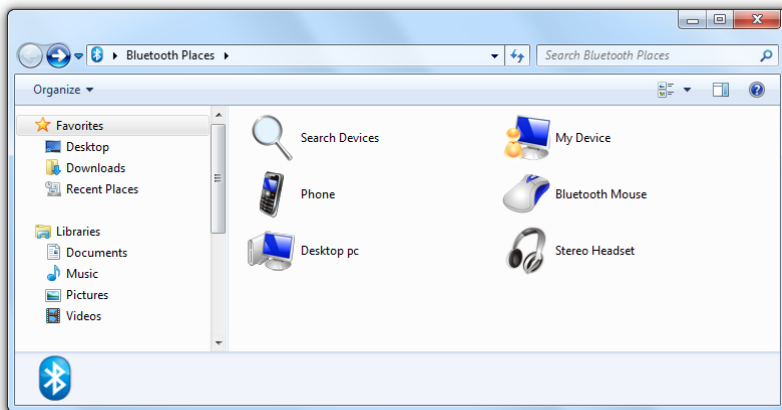 Bluetooth Places
Search Bluetooth Places
Organize
Favorites
Desktop
Downloads
Recent Places
Libraries
Documents
Music
Pictures
Videos
Search Devices
My Device
Phone
Bluetooth Mouse
Desktop pc
Stereo Headset